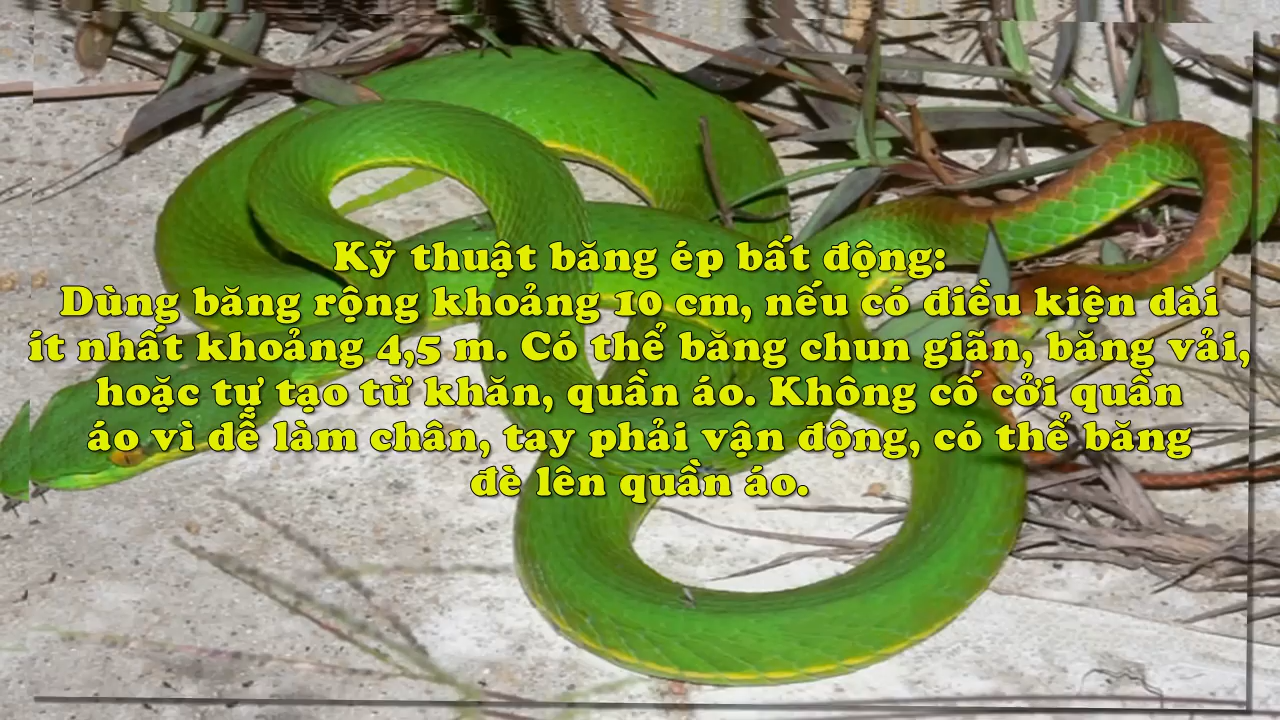 Kỹ thuật băng ép bất động:
Dùng băng rộng khoảng 10 cm, nếu có điều kiện dài
ít nhất khoảng 4,5 m. Có thể băng chun giãn, băng vải,
hoặc tự tạo từ khăn, quần áo. Không cố cởi quần
áo vì dễ làm chân, tay phải vận động, có thể băng
đè lên quần áo.